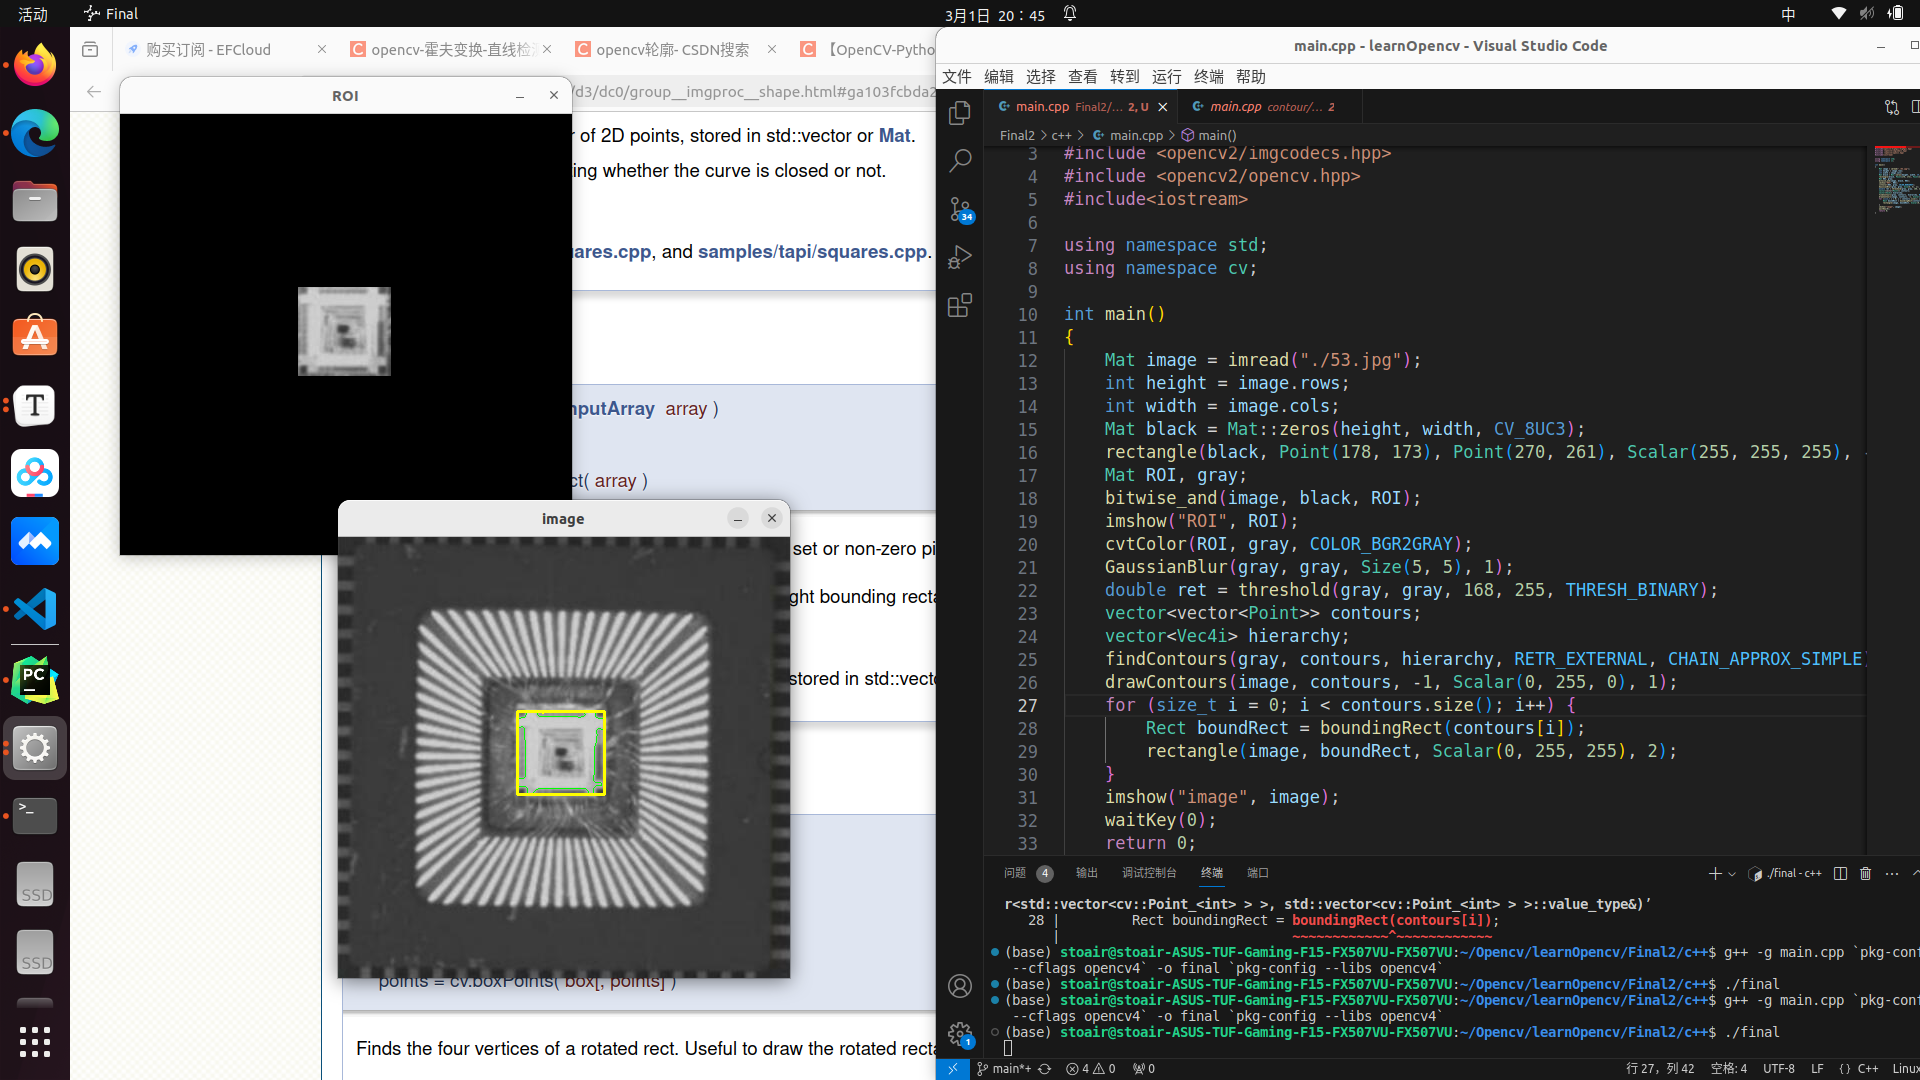 活动
Final
3月1日 20：45
中
购买订阅 - EFCloud
opencv-霍夫变换-直线检
opencv轮廓- CSDN搜索
【OpenCV-Pytho
/d3/dc0/group__imgproc__shape.html#ga103fcbda2
ROI
r of 2D points, stored in std::vector or Mat.
ting whether the curve is closed or not.
uares.cpp, and samples/tapi/squares.cpp.
nputArray array )
ct( array )
image
set or non-zero pi
ght bounding recta
stored in std::vecto
points = cv.boxPoints( box[, points] )
Finds the four vertices of a rotated rect. Useful to draw the rotated recta
main.cpp - learnOpencv - Visual Studio Code
文件 编辑 选择 查看 转到 运行 终端 帮助
main.cpp Final2/... 2, U
main.cpp contour/... 2
Final2 > c++ > main.cpp > main()
3 #include <opencv2/imgcodecs.hpp>
4 #include <opencv2/opencv.hpp>
5 #include<iostream>
6
7 using namespace std;
8 using namespace cv;
9
10 int main()
11 {
12 Mat image = imread("./53.jpg");
13 int height = image.rows;
14 int width = image.cols;
15 Mat black = Mat::zeros(height, width, CV_8UC3);
16 rectangle(black, Point(178, 173), Point(270, 261), Scalar(255, 255, 255), -
17 Mat ROI, gray;
18 bitwise_and(image, black, ROI);
19 imshow("ROI", ROI);
20 cvtColor(ROI, gray, COLOR_BGR2GRAY);
21 GaussianBlur(gray, gray, Size(5, 5), 1);
22 double ret = threshold(gray, gray, 168, 255, THRESH_BINARY);
23 vector<vector<Point>> contours;
24 vector<Vec4i> hierarchy;
25 findContours(gray, contours, hierarchy, RETR_EXTERNAL, CHAIN_APPROX_SIMPLE)
26 drawContours(image, contours, -1, Scalar(0, 255, 0), 1);
27 for (size_t i = 0; i < contours.size(); i++) {
28 Rect boundRect = boundingRect(contours[i]);
29 rectangle(image, boundRect, Scalar(0, 255, 255), 2);
30 }
31 imshow("image", image);
32 waitKey(0);
33 return 0;
34
1
问题 4 输出 调试控制台 终端 端口
./Final - c++
r<std::vector<cv::Point_<int> > >, std::vector<cv::Point_<int> > >::value_type&)’
28 | Rect boundingRect = boundingRect(contours[i]);
| ~~~~~~~~~~~~^~~~~~~~~~~~~
(base) stoair@stoair-ASUS-TUF-Gaming-F15-FX507VU-FX507VU:~/Opencv/learnOpencv/Final2/c++$ g++ -g main.cpp `pkg-conf
--cflags opencv4` -o final `pkg-config --libs opencv4`
(base) stoair@stoair-ASUS-TUF-Gaming-F15-FX507VU-FX507VU:~/Opencv/learnOpencv/Final2/c++$ ./final
(base) stoair@stoair-ASUS-TUF-Gaming-F15-FX507VU-FX507VU:~/Opencv/learnOpencv/Final2/c++$ g++ -g main.cpp `pkg-conf
--cflags opencv4` -o final `pkg-config --libs opencv4`
(base) stoair@stoair-ASUS-TUF-Gaming-F15-FX507VU-FX507VU:~/Opencv/learnOpencv/Final2/c++$ ./final
main*+ 4 0 0
行 27，列 42 空格: 4 UTF-8 LF {} C++ Linux
T
PC
SSD
SSD